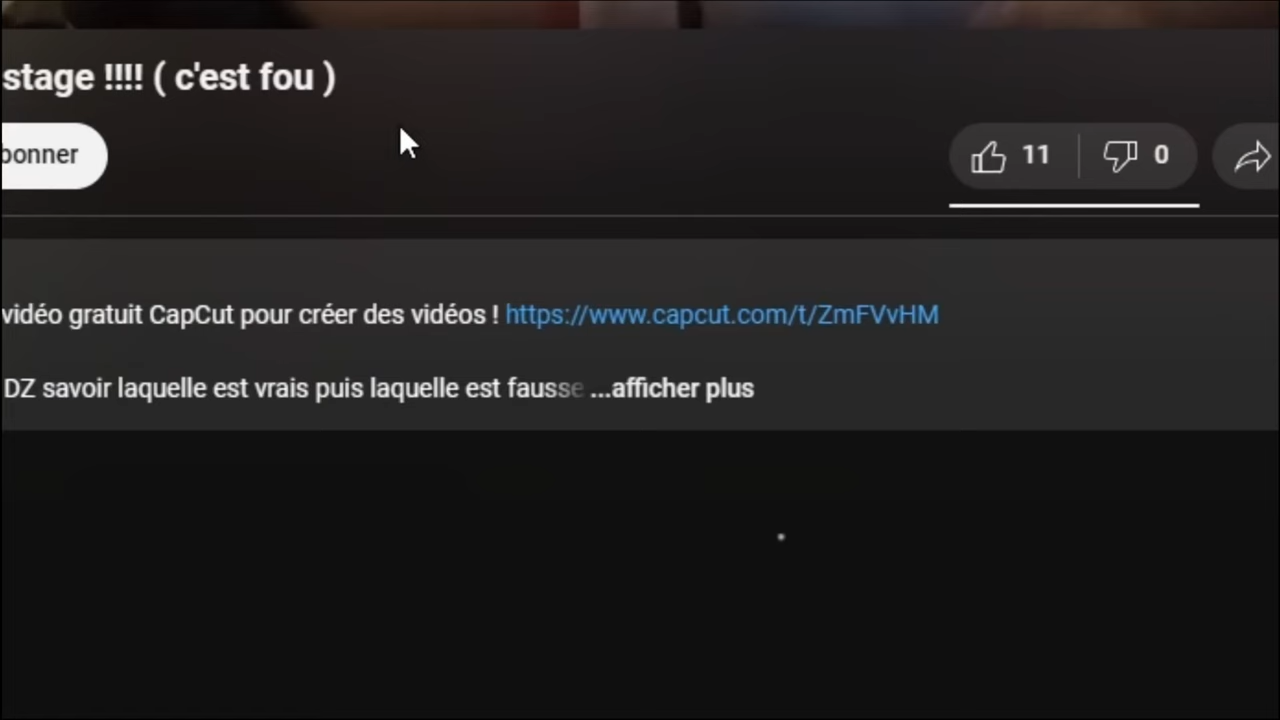 stage !!!! ( c'est fou )
bonner
11
0
vidéo gratuit CapCut pour créer des vidéos ! https://www.capcut.com/t/ZmFVvHM
DZ savoir laquelle est vrais puis laquelle est fausse ...afficher plus